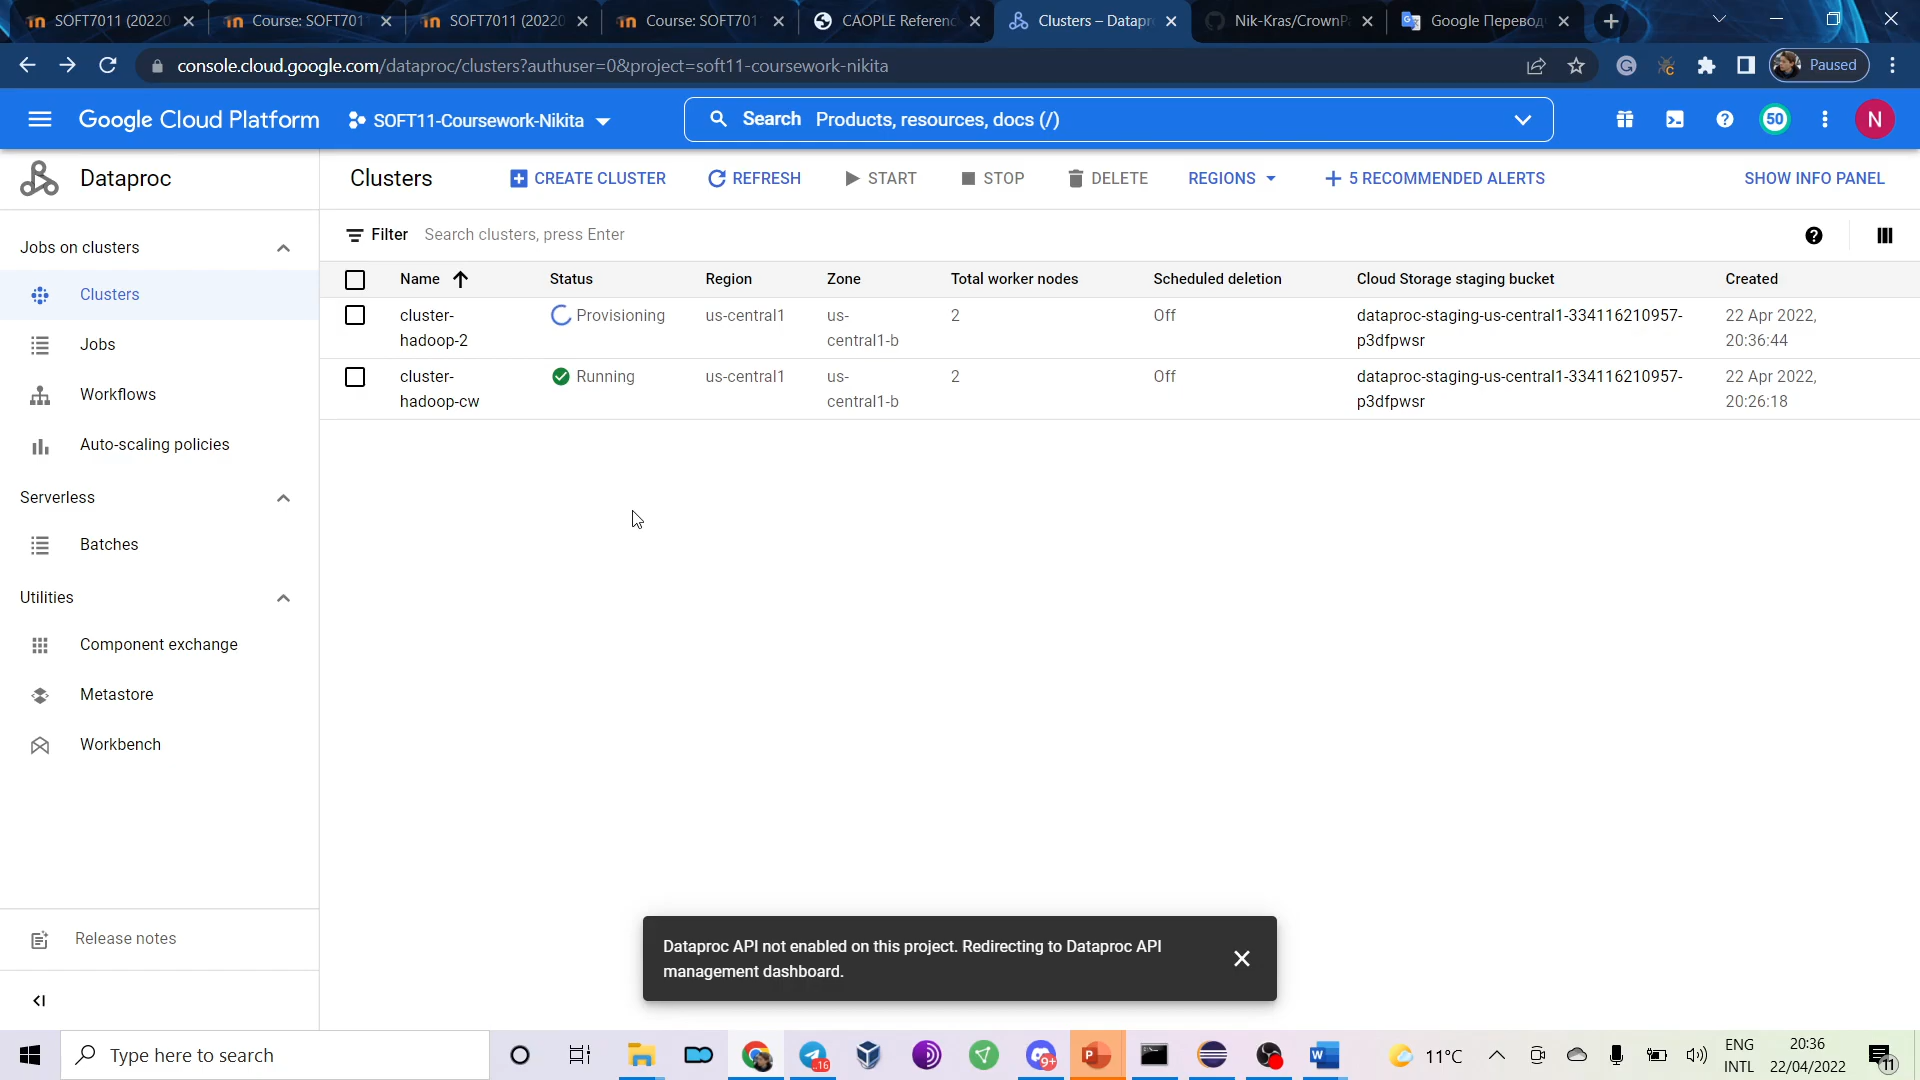 SOFT7011 (20220
Course: SOFT701
SOFT7011 (20220
Course: SOFT701
CAOPLE Referenc
Clusters – Datapr
Nik-Kras/CrownP
Google Перевод
console.cloud.google.com/dataproc/clusters?authuser=0&project=soft11-coursework-nikita
Paused
Google Cloud Platform
SOFT11-Coursework-Nikita
Search Products, resources, docs (/)
50
N
Dataproc
Clusters
CREATE CLUSTER
REFRESH
START
STOP
DELETE
REGIONS
5 RECOMMENDED ALERTS
SHOW INFO PANEL
Jobs on clusters
Clusters
Jobs
Workflows
Auto-scaling policies
Serverless
Batches
Utilities
Component exchange
Metastore
Workbench
Release notes
Filter Search clusters, press Enter
Name Status Region Zone Total worker nodes Scheduled deletion Cloud Storage staging bucket Created
cluster- Provisioning us-central1 us- 2 Off dataproc-staging-us-central1-334116210957- 22 Apr 2022,
hadoop-2 central1-b p3dfpwsr 20:36:44
cluster- Running us-central1 us- 2 Off dataproc-staging-us-central1-334116210957- 22 Apr 2022,
hadoop-cw central1-b p3dfpwsr 20:26:18
Dataproc API not enabled on this project. Redirecting to Dataproc API
management dashboard.
Type here to search
16
9+
11°C
ENG
INTL
20:36
22/04/2022
11